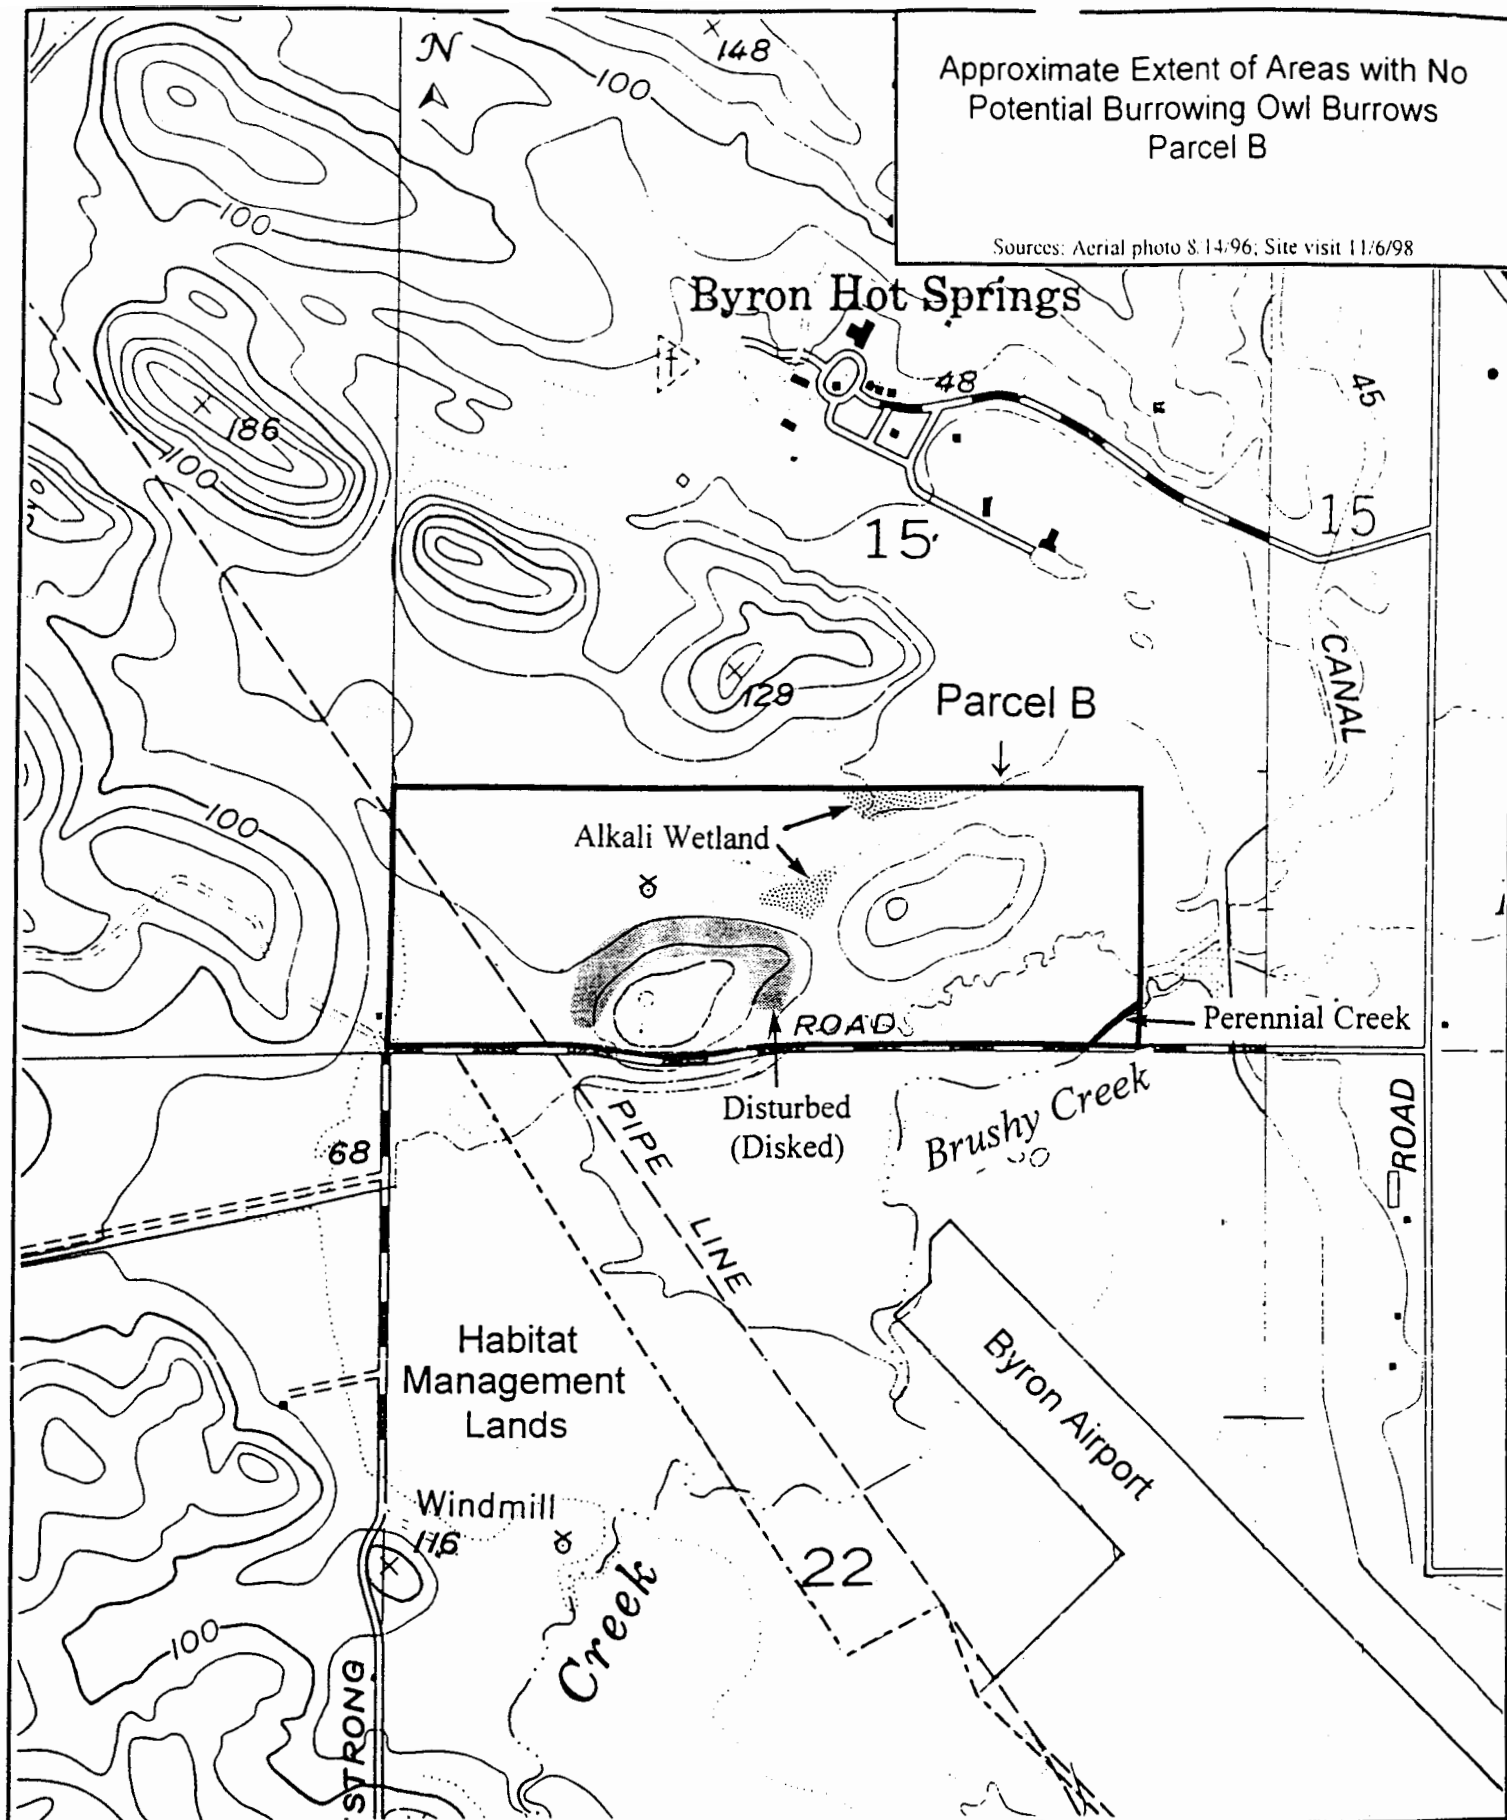 N
148
100
Approximate Extent of Areas with No
Potential Burrowing Owl Burrows
Parcel B
Sources: Aerial photo 8/14/96; Site visit 11/6/98
100
Byron Hot Springs
48
45
186
100
15
15
CANAL
129
Parcel B
100
Alkali Wetland
ROAD
Perennial Creek
Disturbed
(Disked)
Brushy Creek
68
PIPE LINE
ROAD
Habitat
Management
Lands
Byron Airport
Windmill
116
22
Creek
100
STRONG